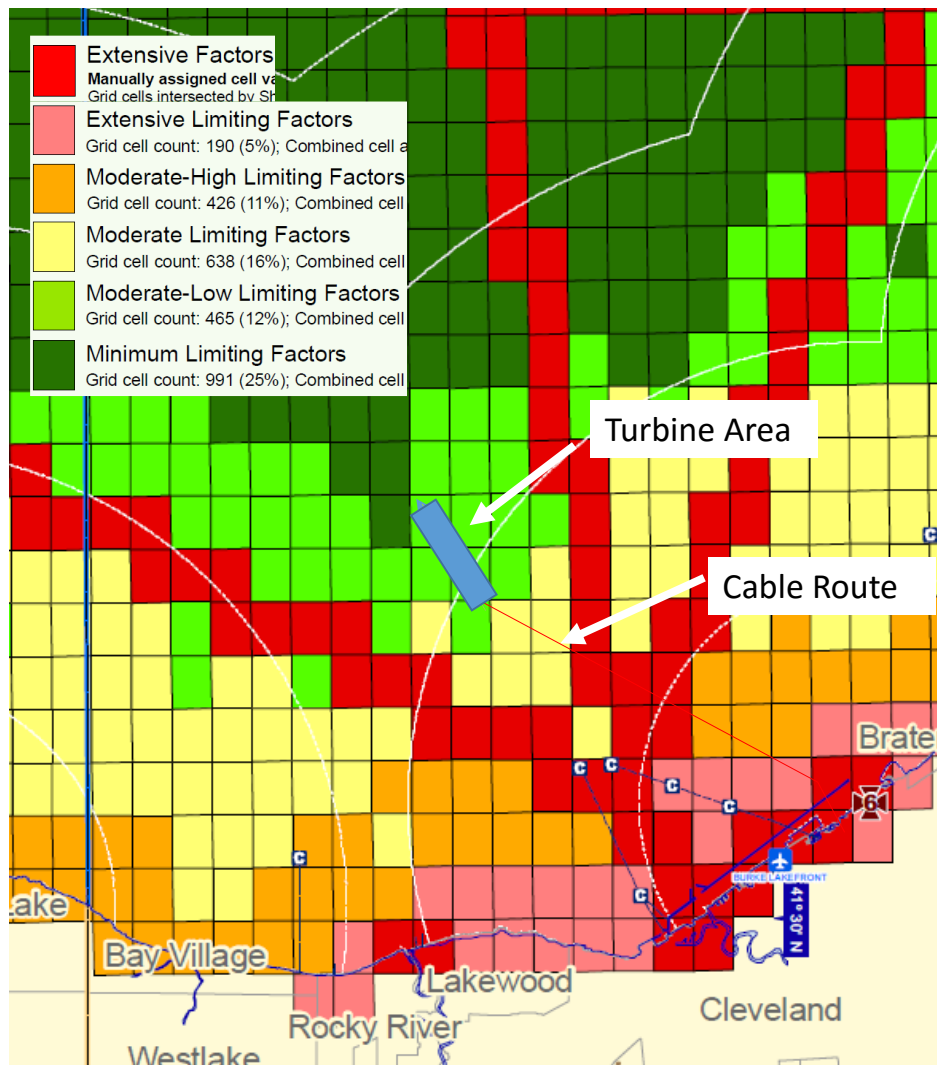 Extensive Factors
Manually assigned cell va
Grid cells intersected by Sh
Extensive Limiting Factors
Grid cell count: 190 (5%); Combined cell a
Moderate-High Limiting Factors
Grid cell count: 426 (11%); Combined cell
Moderate Limiting Factors
Grid cell count: 638 (16%); Combined cell
Moderate-Low Limiting Factors
Grid cell count: 465 (12%); Combined cell
Minimum Limiting Factors
Grid cell count: 991 (25%); Combined cell
Turbine Area
C
Cable Route
Brate
C
C
C
C
6
C
BURKE LAKEFRONT
C
41°30' N
Lake
Bay Village
Lakewood
Cleveland
Rocky River
Westlake